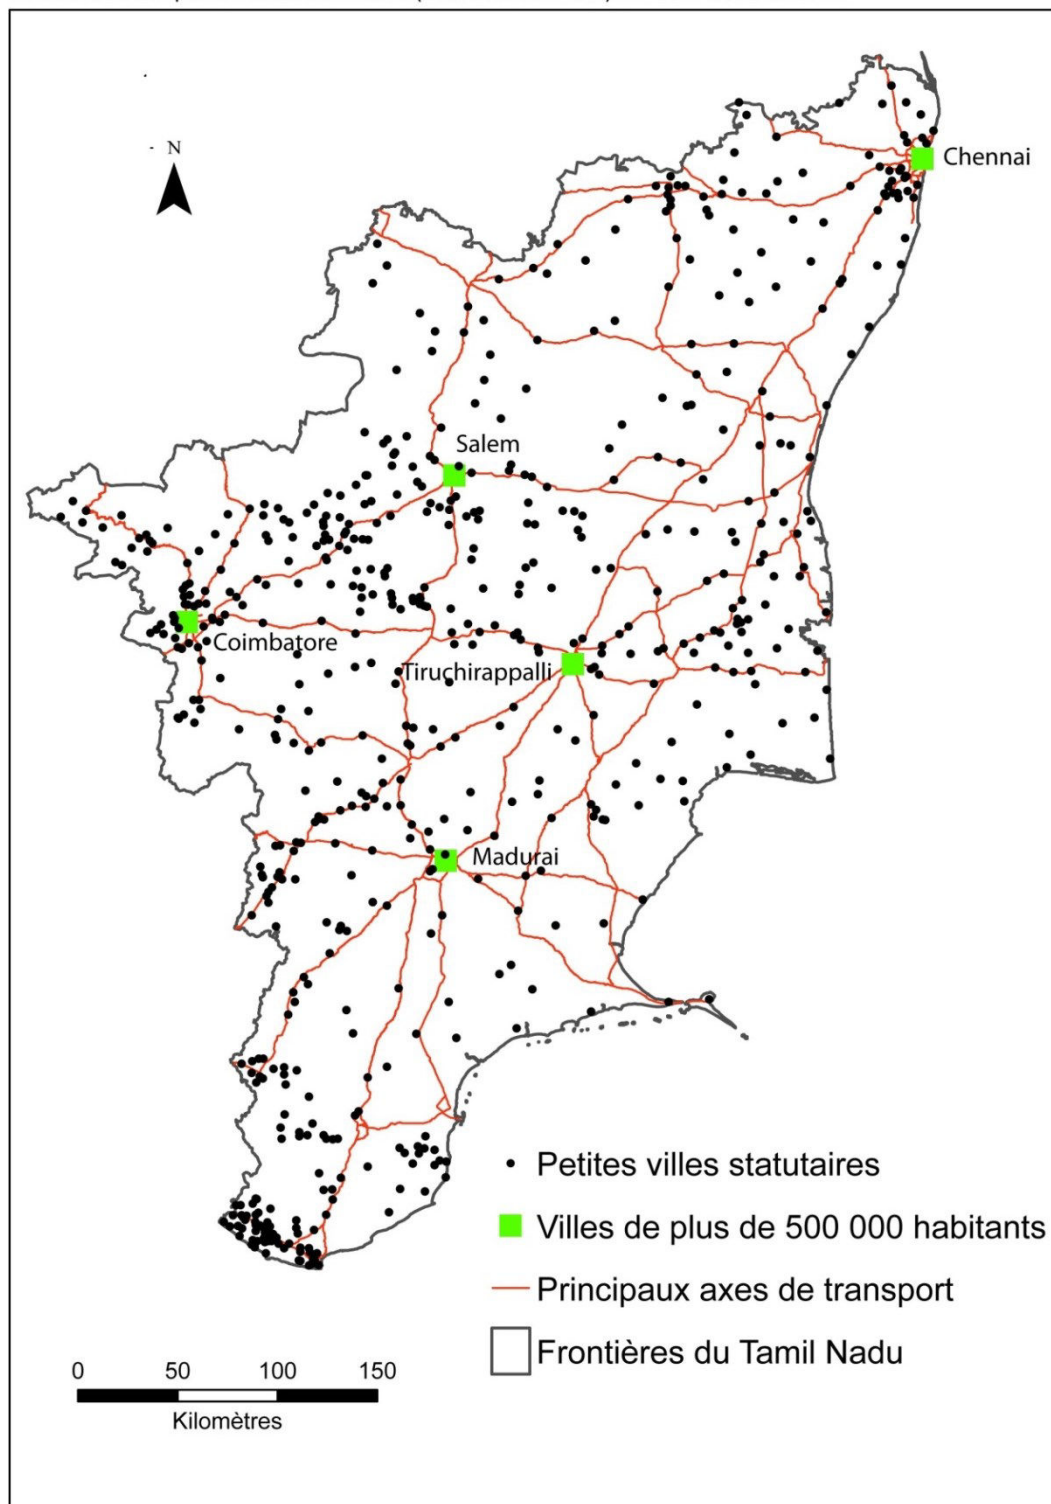 N
Chennai
Salem
Coimbatore
Tiruchirappalli
Madurai
Petites villes statutaires
Villes de plus de 500 000 habitants
Principaux axes de transport
Frontières du Tamil Nadu
0 50 100 150
Kilomètres